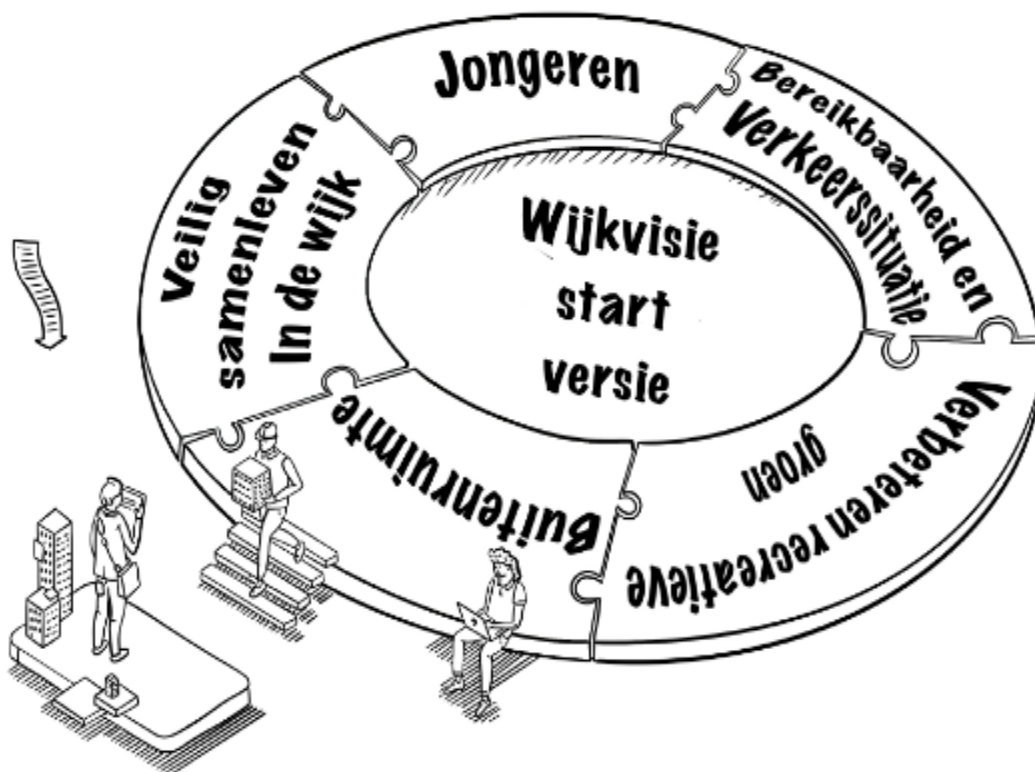 Jongeren
Bereikbaarheid en
Verkeerssituatie
Verbeteren recreatieve
groen
Buitenruimte
Veilig
samenleven
In de wijk
Wijkvisie
start
versie